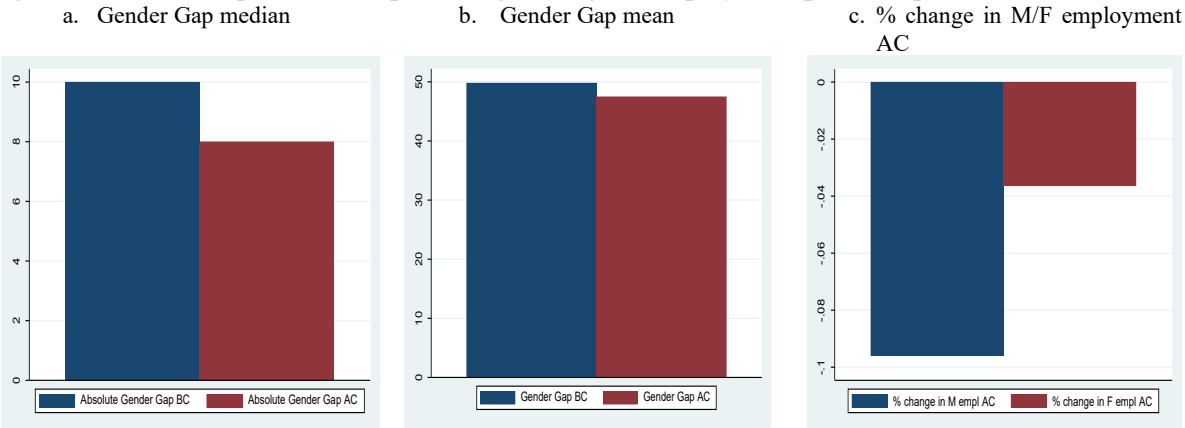 a. Gender Gap median
b. Gender Gap mean
c. % change in M/F employment
AC
10
8
6
4
2
0
Absolute Gender Gap BC
Absolute Gender Gap AC
50
40
30
20
10
0
Gender Gap BC
Gender Gap AC
0
-.02
-.04
-.06
-.08
-.1
% change in M empl AC
% change in F empl AC